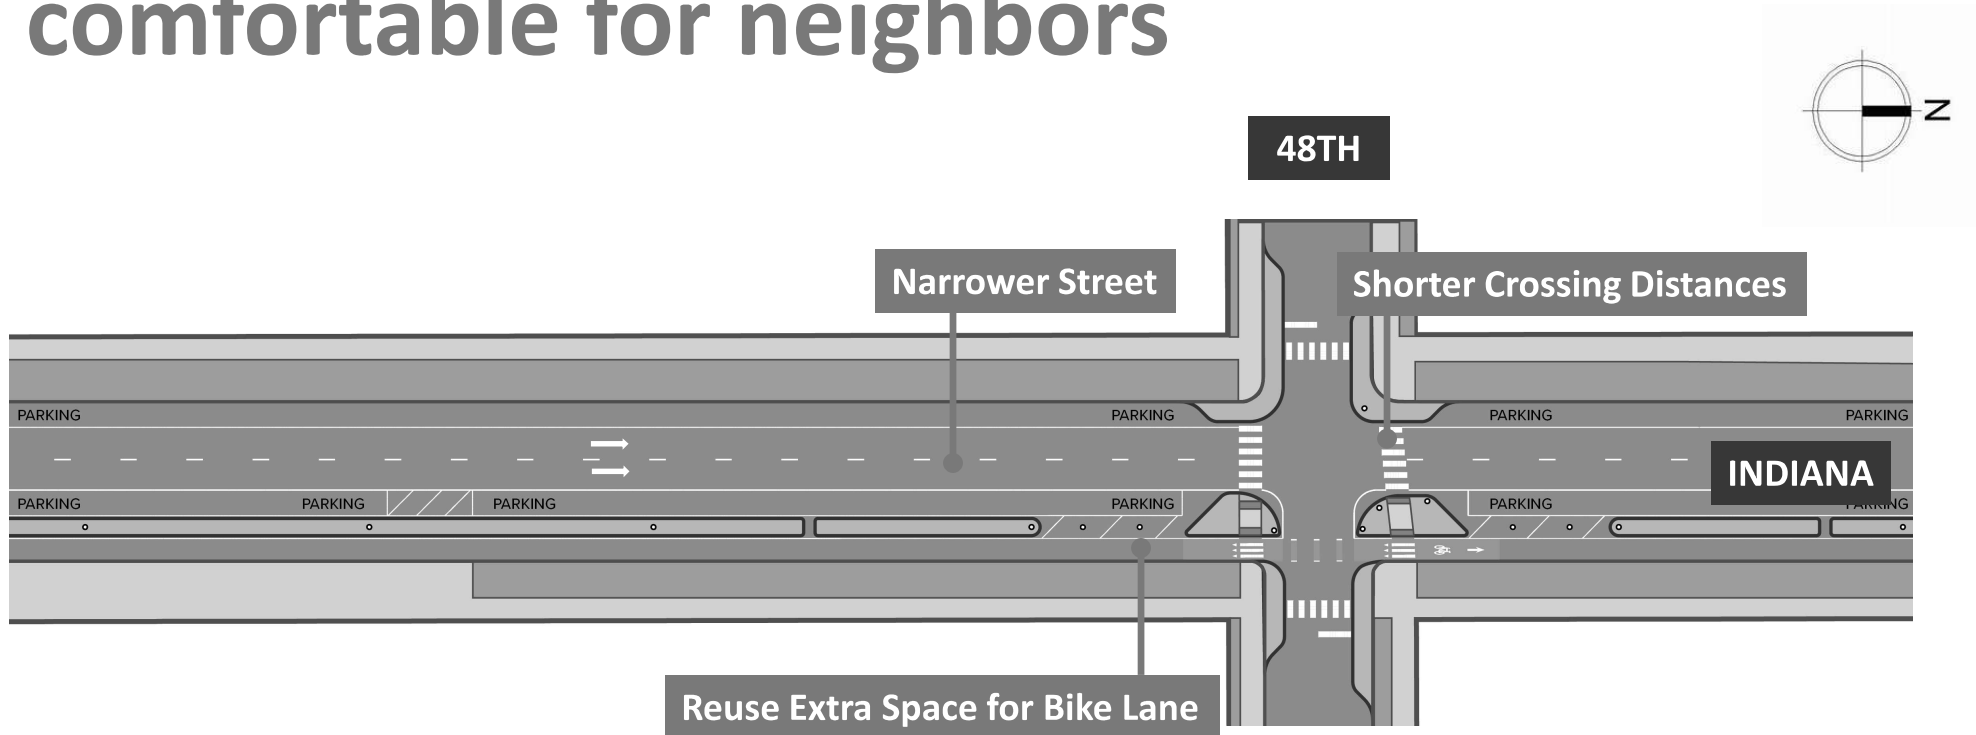 comfortable for neighbors
N
48TH
Narrower Street
Shorter Crossing Distances
PARKING
PARKING
PARKING
PARKING
INDIANA
PARKING
PARKING
PARKING
PARKING
PARKING
PARKING
Reuse Extra Space for Bike Lane